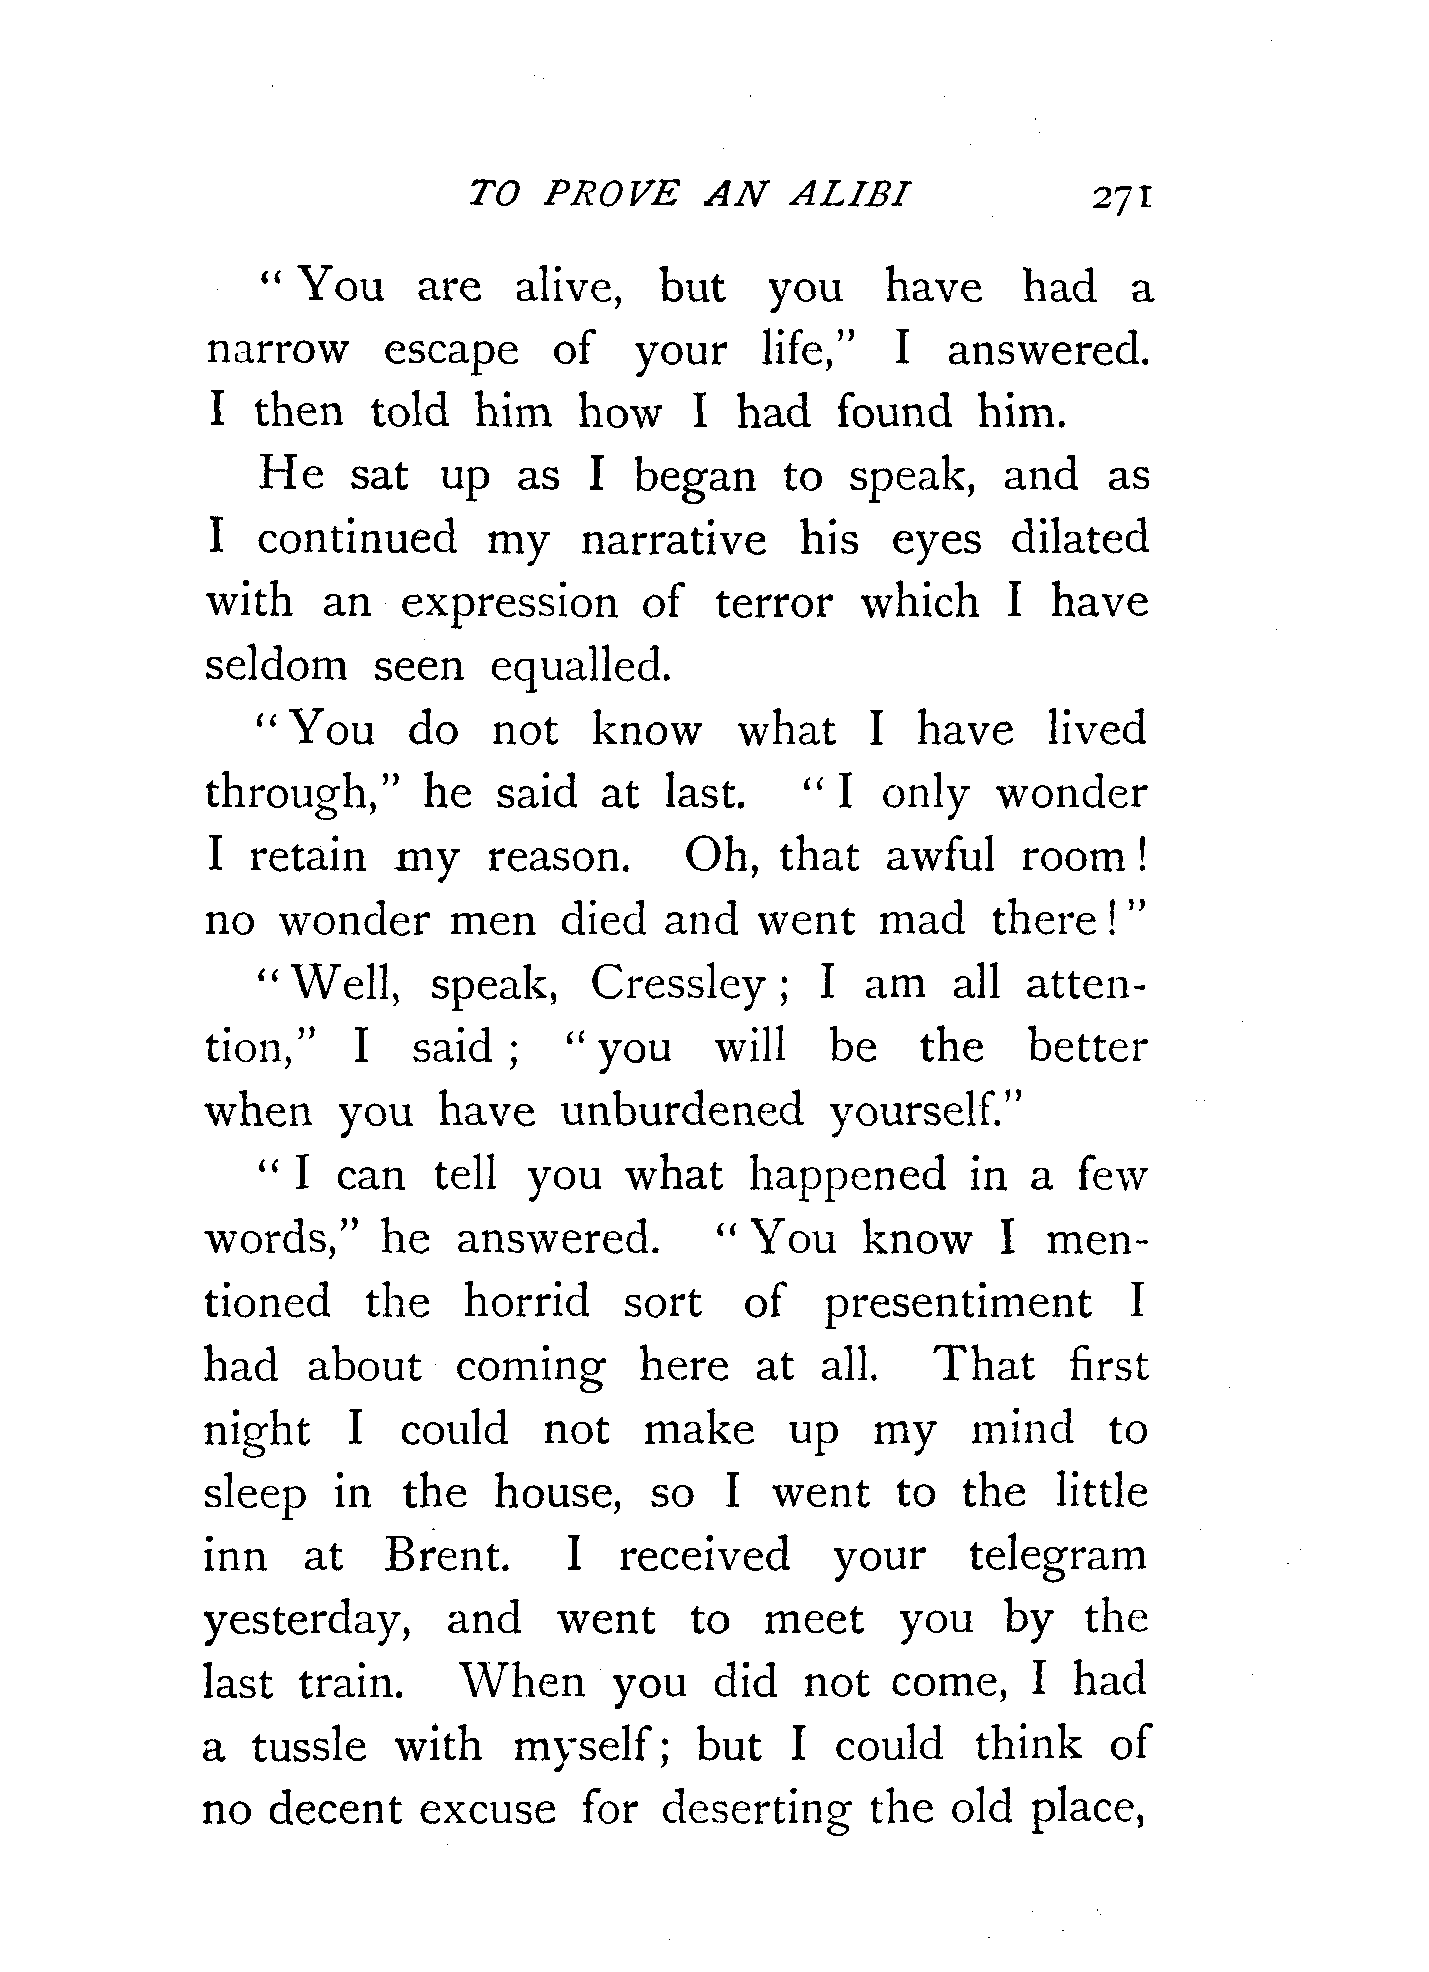 TO PROVE AN ALIBI 271
“ You are alive, but you have had a
narrow escape of your life,” I answered.
I then told him how I had found him.
He sat up as I began to speak, and as
I continued my narrative his eyes dilated
with an expression of terror which I have
seldom seen equalled.
“ You do not know what I have lived
through,” he said at last. “ I only wonder
I retain my reason. Oh, that awful room !
no wonder men died and went mad there ! ”
“ Well, speak, Cressley ; I am all atten-
tion,” I said ; “ you will be the better
when you have unburdened yourself.”
“ I can tell you what happened in a few
words,” he answered. “ You know I men-
tioned the horrid sort of presentiment I
had about coming here at all. That first
night I could not make up my mind to
sleep in the house, so I went to the little
inn at Brent. I received your telegram
yesterday, and went to meet you by the
last train. When you did not come, I had
a tussle with myself ; but I could think of
no decent excuse for deserting the old place,